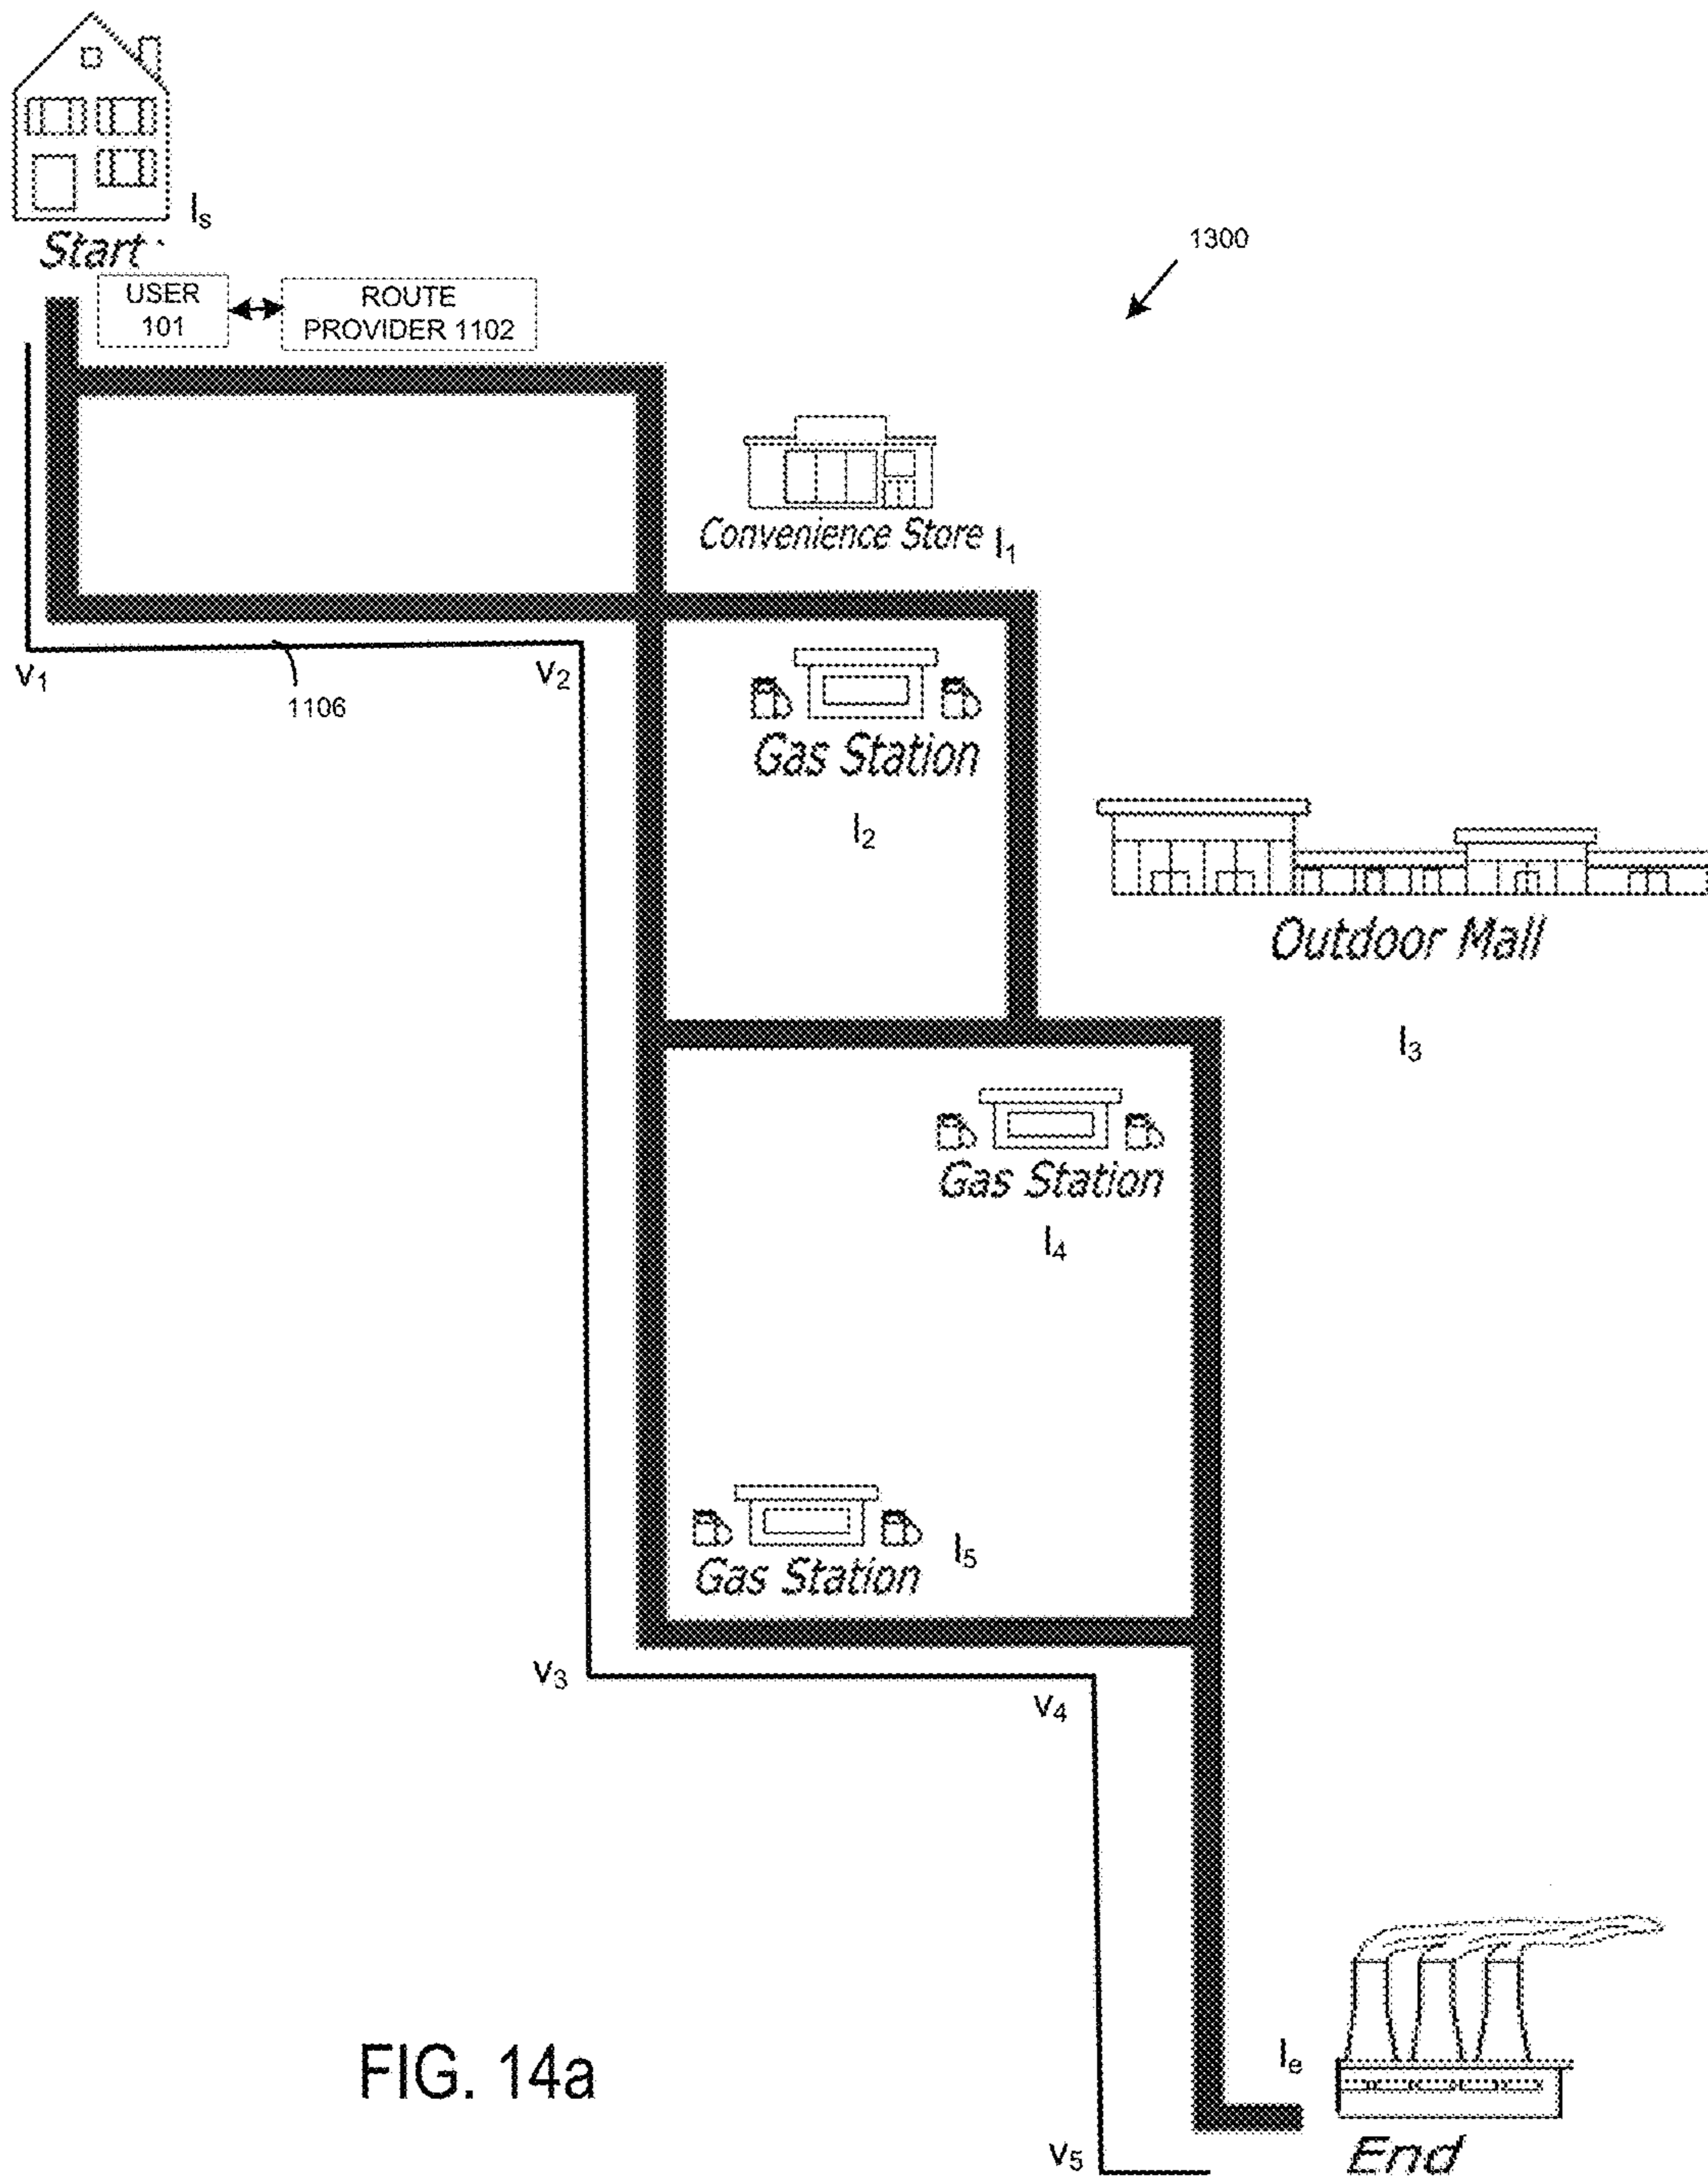 Iₛ
Start
1300
USER
101
ROUTE
PROVIDER 1102
Convenience Store I₁
V₁
V₂
1106
Gas Station
I₂
Outdoor Mall
I₃
Gas Station
I₄
I₅
Gas Station
V₃
V₄
Iₑ
FIG. 14a
V₅
End